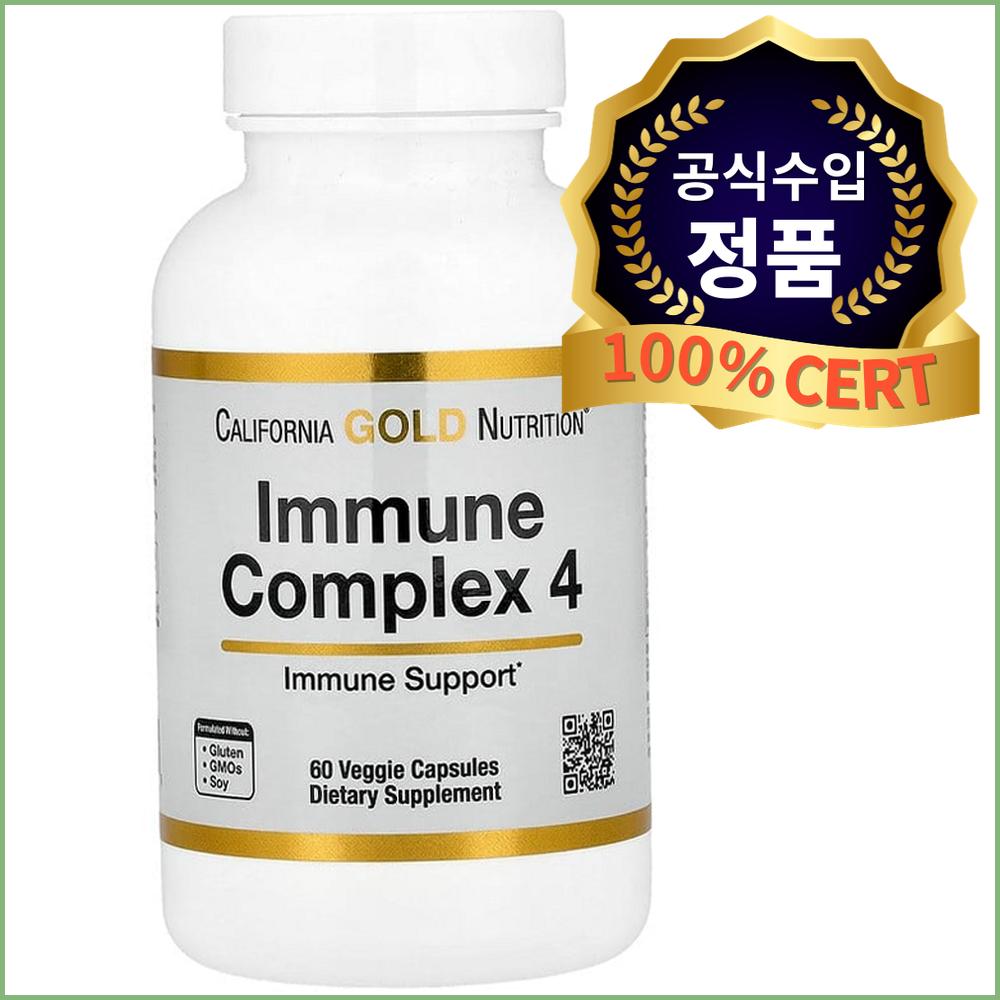 공식수입
정품
100% CERT
CALIFORNIA GOLD NUTRITION®
Immune
Complex 4
Immune Support*
Formulated Without:
• Gluten
• GMOs
• Soy
60 Veggie Capsules
Dietary Supplement